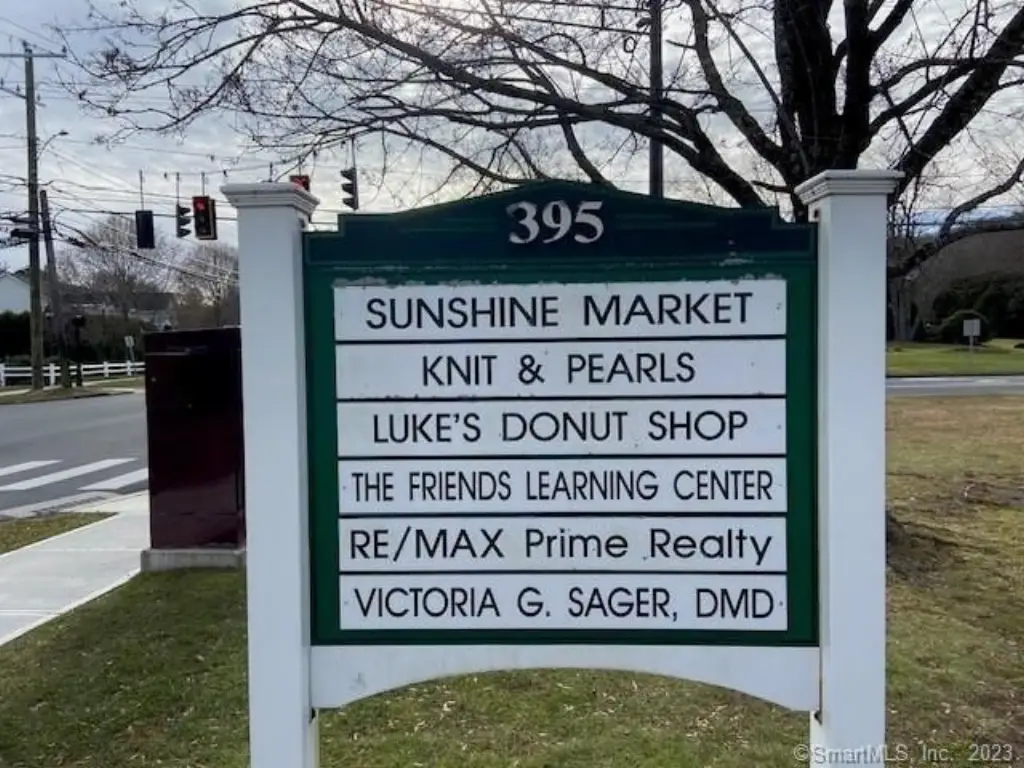 395
SUNSHINE MARKET
KNIT & PEARLS
LUKE'S DONUT SHOP
THE FRIENDS LEARNING CENTER
RE/MAX Prime Realty
VICTORIA G. SAGER, DMD
©SmartMLS, Inc. 2023